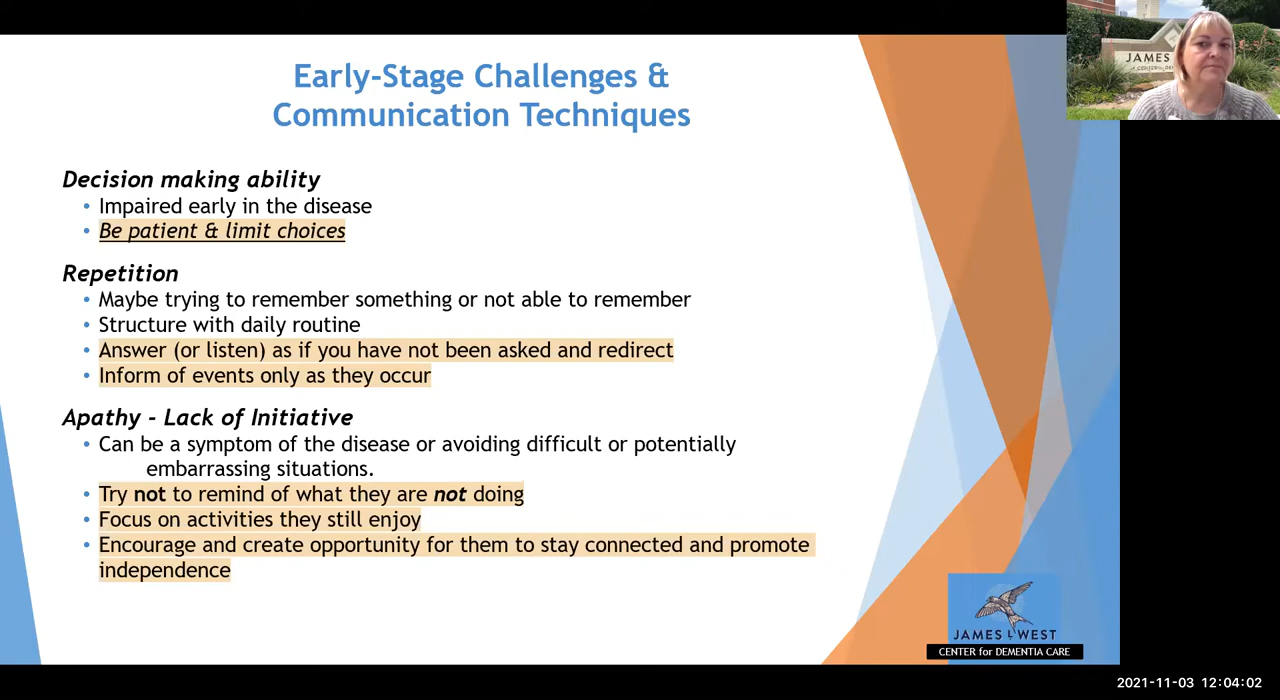 Early-Stage Challenges &
Communication Techniques
JAMES
Decision making ability
• Impaired early in the disease
• Be patient & limit choices
Repetition
• Maybe trying to remember something or not able to remember
• Structure with daily routine
• Answer (or listen) as if you have not been asked and redirect
• Inform of events only as they occur
Apathy - Lack of Initiative
• Can be a symptom of the disease or avoiding difficult or potentially
embarrassing situations.
• Try not to remind of what they are not doing
• Focus on activities they still enjoy
• Encourage and create opportunity for them to stay connected and promote
independence
JAMES L WEST
CENTER for DEMENTIA CARE
2021-11-03 12:04:02